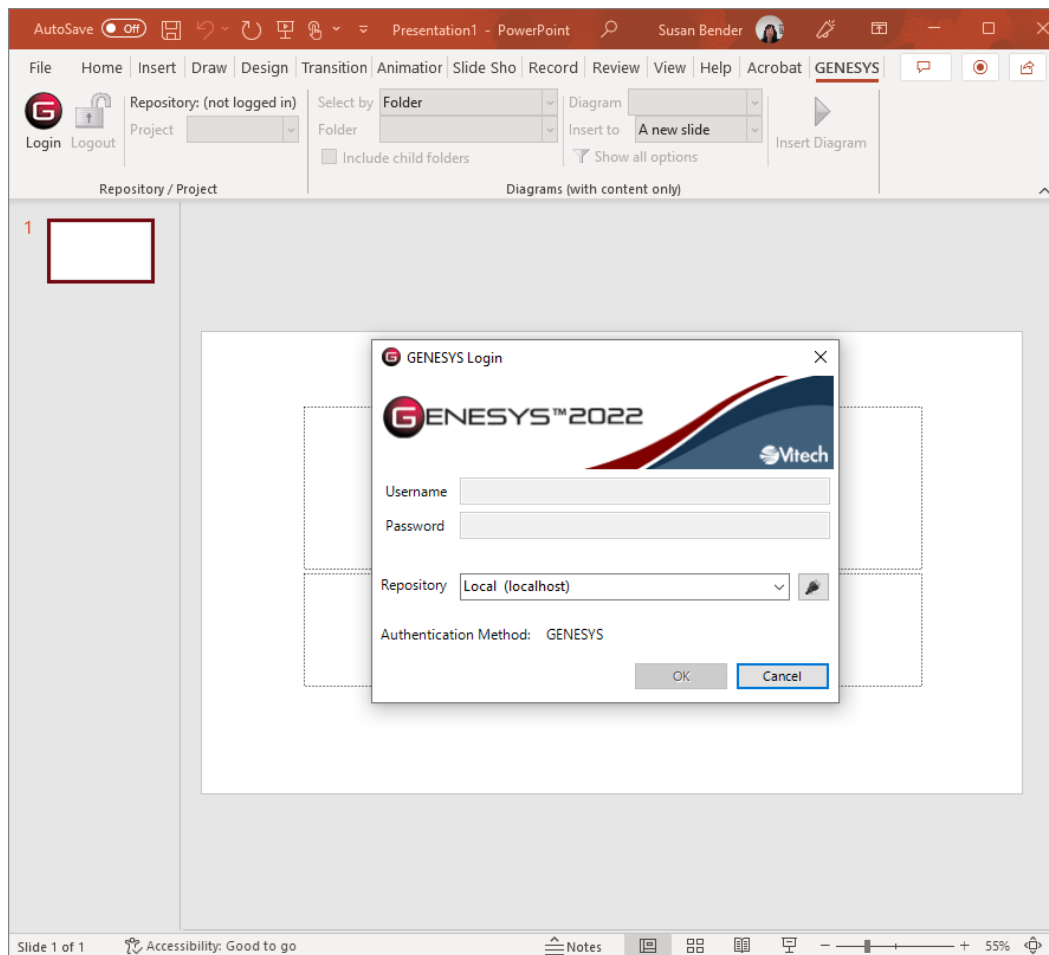 AutoSave Off Presentation1 - PowerPoint Susan Bender
File Home Insert Draw Design Transition Animatior Slide Sho Record Review View Help Acrobat GENESYS
Repository: (not logged in) Select by Folder Diagram
Project Folder Insert to A new slide
Login Logout Include child folders Show all options Insert Diagram
Repository / Project Diagrams (with content only)
1
GENESYS Login
GENESYS™2022
Vitech
Username
Password
Repository Local (localhost)
Authentication Method: GENESYS
OK Cancel
Slide 1 of 1 Accessibility: Good to go Notes 55%